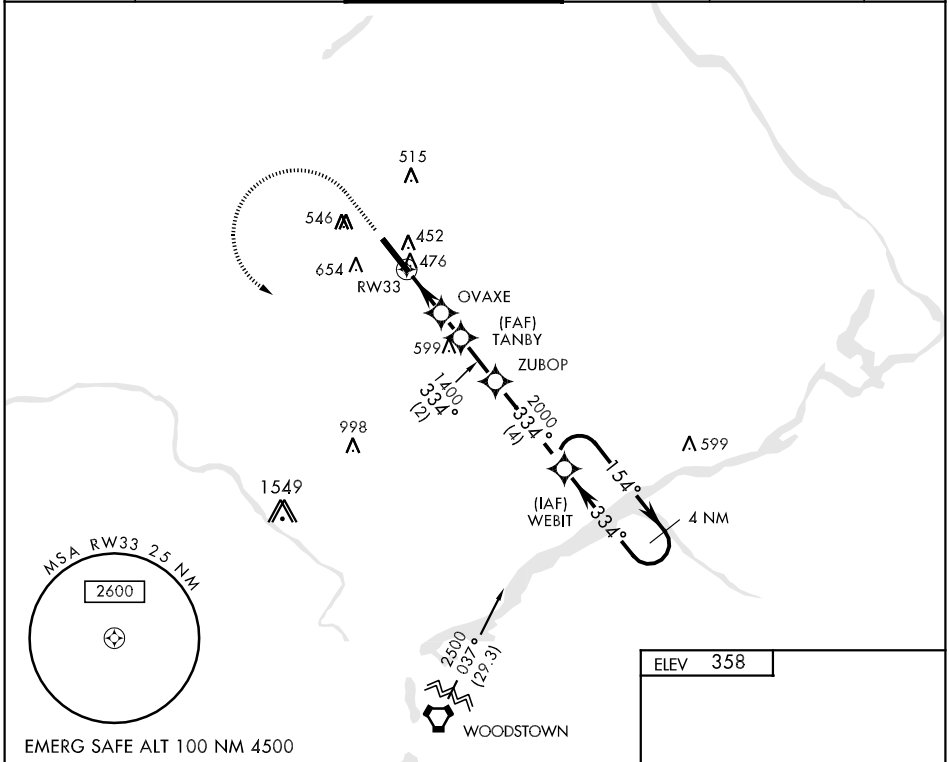 515
546
452
476
654
RW33
OVAXE
(FAF)
TANBY
599
ZUBOP
1400
334°
(2)
2000
334°
(4)
998
599
1549
154°
(IAF)
WEBIT
334°
4 NM
MSA RW33 25 NM
2600
2500
037°
(29.3)
ELEV 358
WOODSTOWN
EMERG SAFE ALT 100 NM 4500